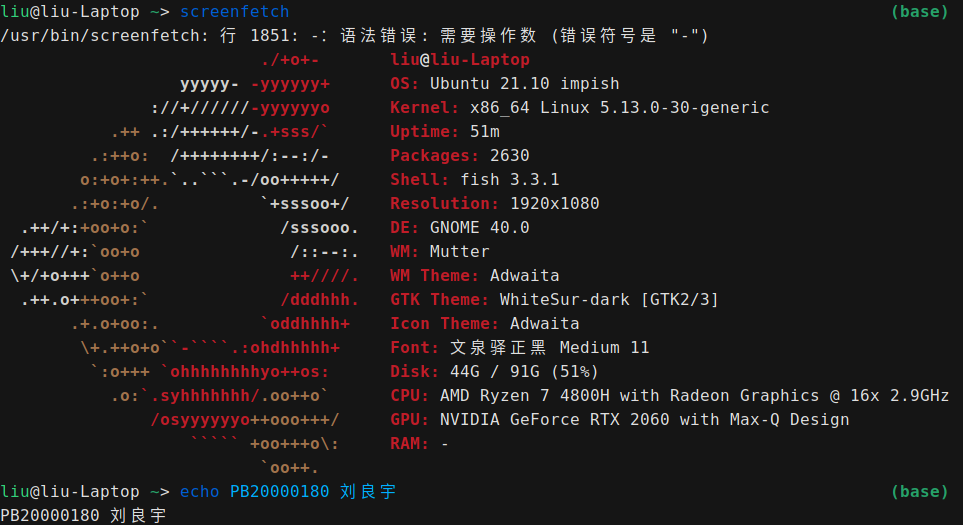 liu@liu-Laptop ~> screenfetch (base)
/usr/bin/screenfetch: 行 1851: -: 语法错误: 需要操作数 (错误符号是 "-")
./+o+- liu@liu-Laptop
yyyyy- -yyyyyy+ OS: Ubuntu 21.10 impish
://+//////-yyyyyyo Kernel: x86_64 Linux 5.13.0-30-generic
.++ .:/++++++/-.+sss/` Uptime: 51m
.:++o: /++++++++/:--:/- Packages: 2630
o:+o+:++.`..```.-/oo+++++/ Shell: fish 3.3.1
.:+o:+o/. `+sssoo+/ Resolution: 1920x1080
.++/+:+oo+o:` /sssooo. DE: GNOME 40.0
/+++//+:`oo+o /::--:. WM: Mutter
\+/+o+++`o++o ++////. WM Theme: Adwaita
.++.o+++oo+:` /dddhhh. GTK Theme: WhiteSur-dark [GTK2/3]
.+.o+oo:. `oddhhhh+ Icon Theme: Adwaita
\+.++o+o``-````.:ohdhhhhh+ Font: 文泉驿正黑 Medium 11
`:o+++ `ohhhhhhhhyo++os: Disk: 44G / 91G (51%)
.o:`.syhhhhhhh/.oo++o` CPU: AMD Ryzen 7 4800H with Radeon Graphics @ 16x 2.9GHz
/osyyyyyyo++ooo+++/ GPU: NVIDIA GeForce RTX 2060 with Max-Q Design
````` +oo+++o\: RAM: -
`oo++.
liu@liu-Laptop ~> echo PB20000180 刘良宇 (base)
PB20000180 刘良宇